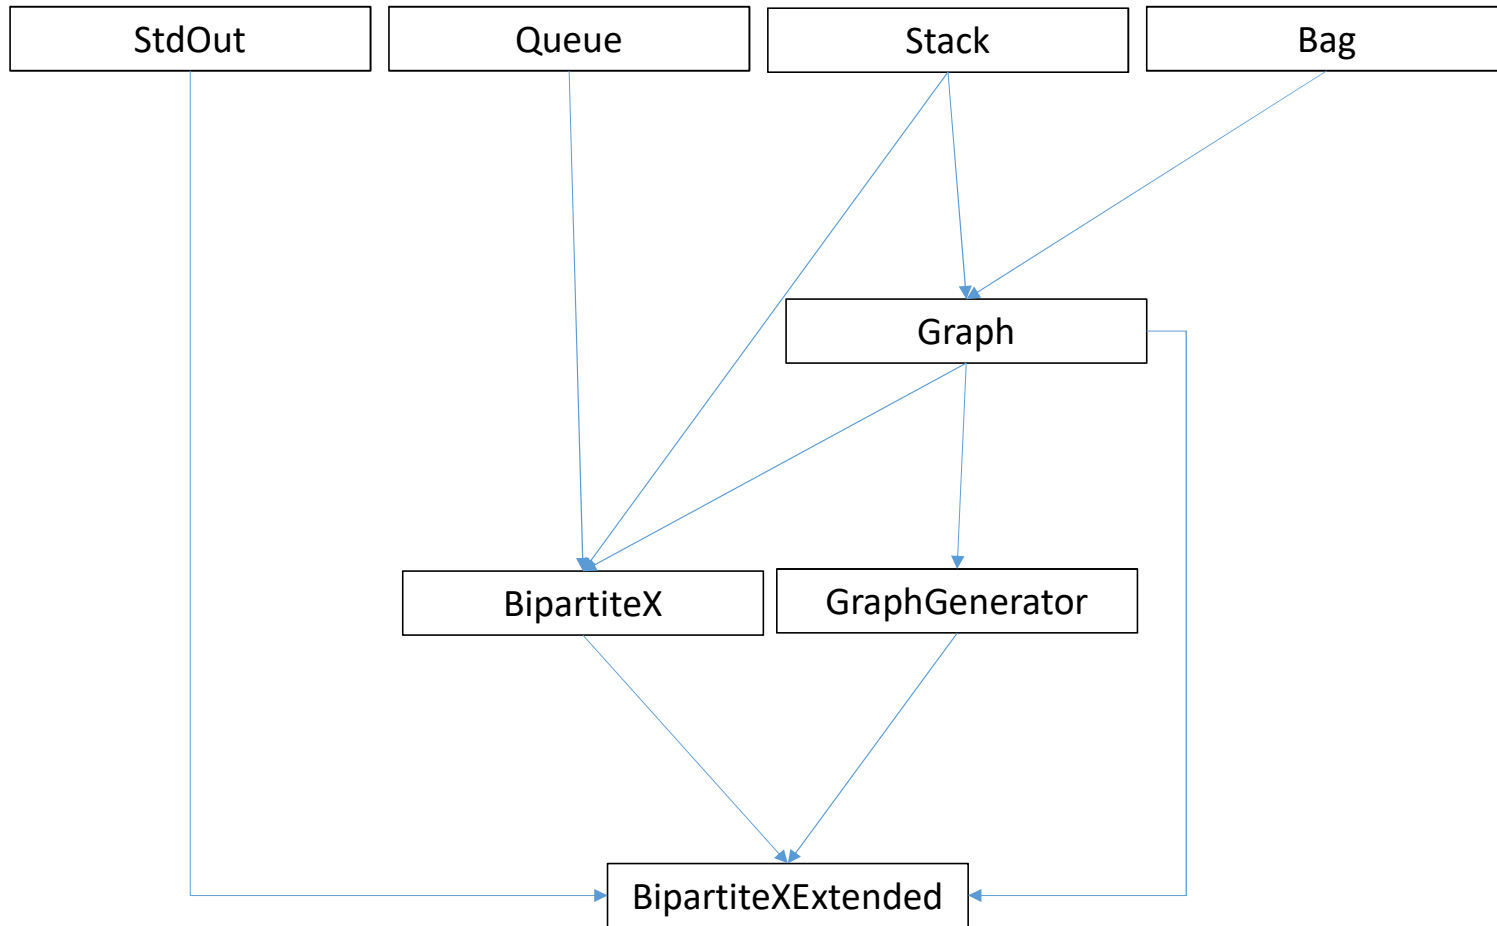 StdOut
Queue
Stack
Bag
Graph
BipartiteX
GraphGenerator
BipartiteXExtended